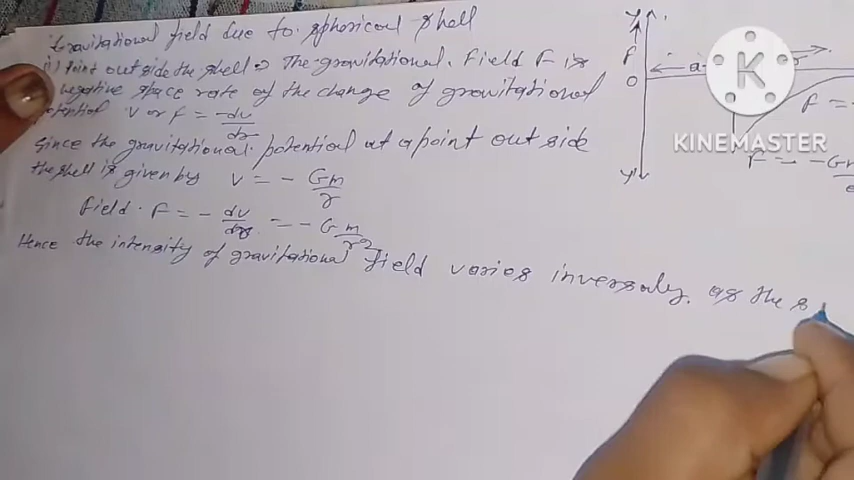 Gravitational field due to spherical shell
(i) Point outside the shell ⇒ The gravitational. Field F is
negative space rate of the change of gravitational
potential V or F = -dv/dr
Since the gravitational potential at a point out side
the shell is given by V = - Gm/r
Field. F = - dv/dr = - G m/r²
Hence the intensity of gravitational field varies inversaly. as the s
Y
F
O
a
r
Y'
F =
F = - Gm
KINEMASTER